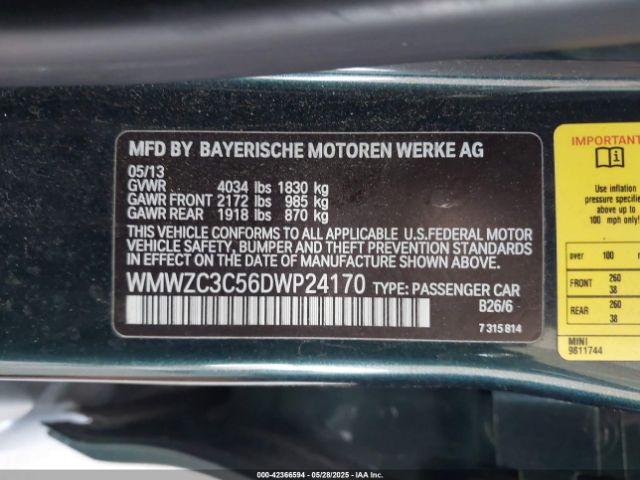 MFD BY BAYERISCHE MOTOREN WERKE AG
05/13
GVWR 4034 lbs 1830 kg
GAWR FRONT 2172 lbs 985 kg
GAWR REAR 1918 lbs 870 kg
THIS VEHICLE CONFORMS TO ALL APPLICABLE U.S.FEDERAL MOTOR
VEHICLE SAFETY, BUMPER AND THEFT PREVENTION STANDARDS
IN EFFECT ON THE DATE OF MANUFACTURE SHOWN ABOVE.
WMWZC3C56DWP24170 TYPE: PASSENGER CAR
B26/6
7 315 814
IMPORTANT
Use inflation
pressures
above up to
100 mph only!
over 100
FRONT 260
38
REAR 260
38
MINI
9811744
000-42366594 - 05/28/2025 - IAAI.COM